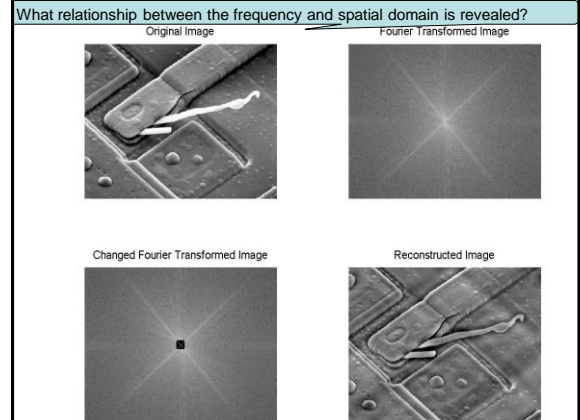 What relationship between the frequency and spatial domain is revealed?
Original Image
Fourier Transformed Image
Changed Fourier Transformed Image
Reconstructed Image